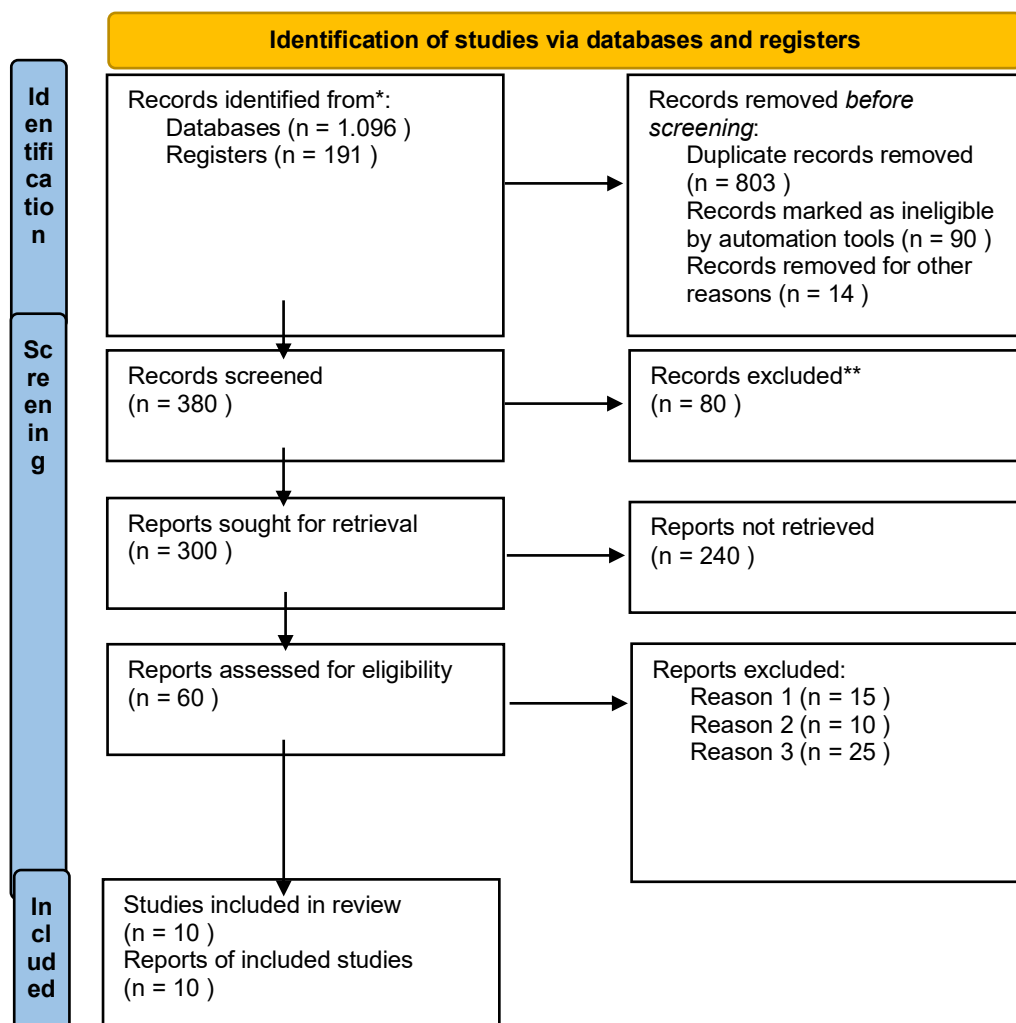 Identification of studies via databases and registers
Id
en
tifi
ca
tio
n
Records identified from*:
Databases (n = 1.096 )
Registers (n = 191 )
Records removed before
screening:
Duplicate records removed
(n = 803 )
Records marked as ineligible
by automation tools (n = 90 )
Records removed for other
reasons (n = 14 )
Sc
re
en
in
g
Records screened
(n = 380 )
Records excluded**
(n = 80 )
Reports sought for retrieval
(n = 300 )
Reports not retrieved
(n = 240 )
Reports assessed for eligibility
(n = 60 )
Reports excluded:
Reason 1 (n = 15 )
Reason 2 (n = 10 )
Reason 3 (n = 25 )
In
cl
ud
ed
Studies included in review
(n = 10 )
Reports of included studies
(n = 10 )